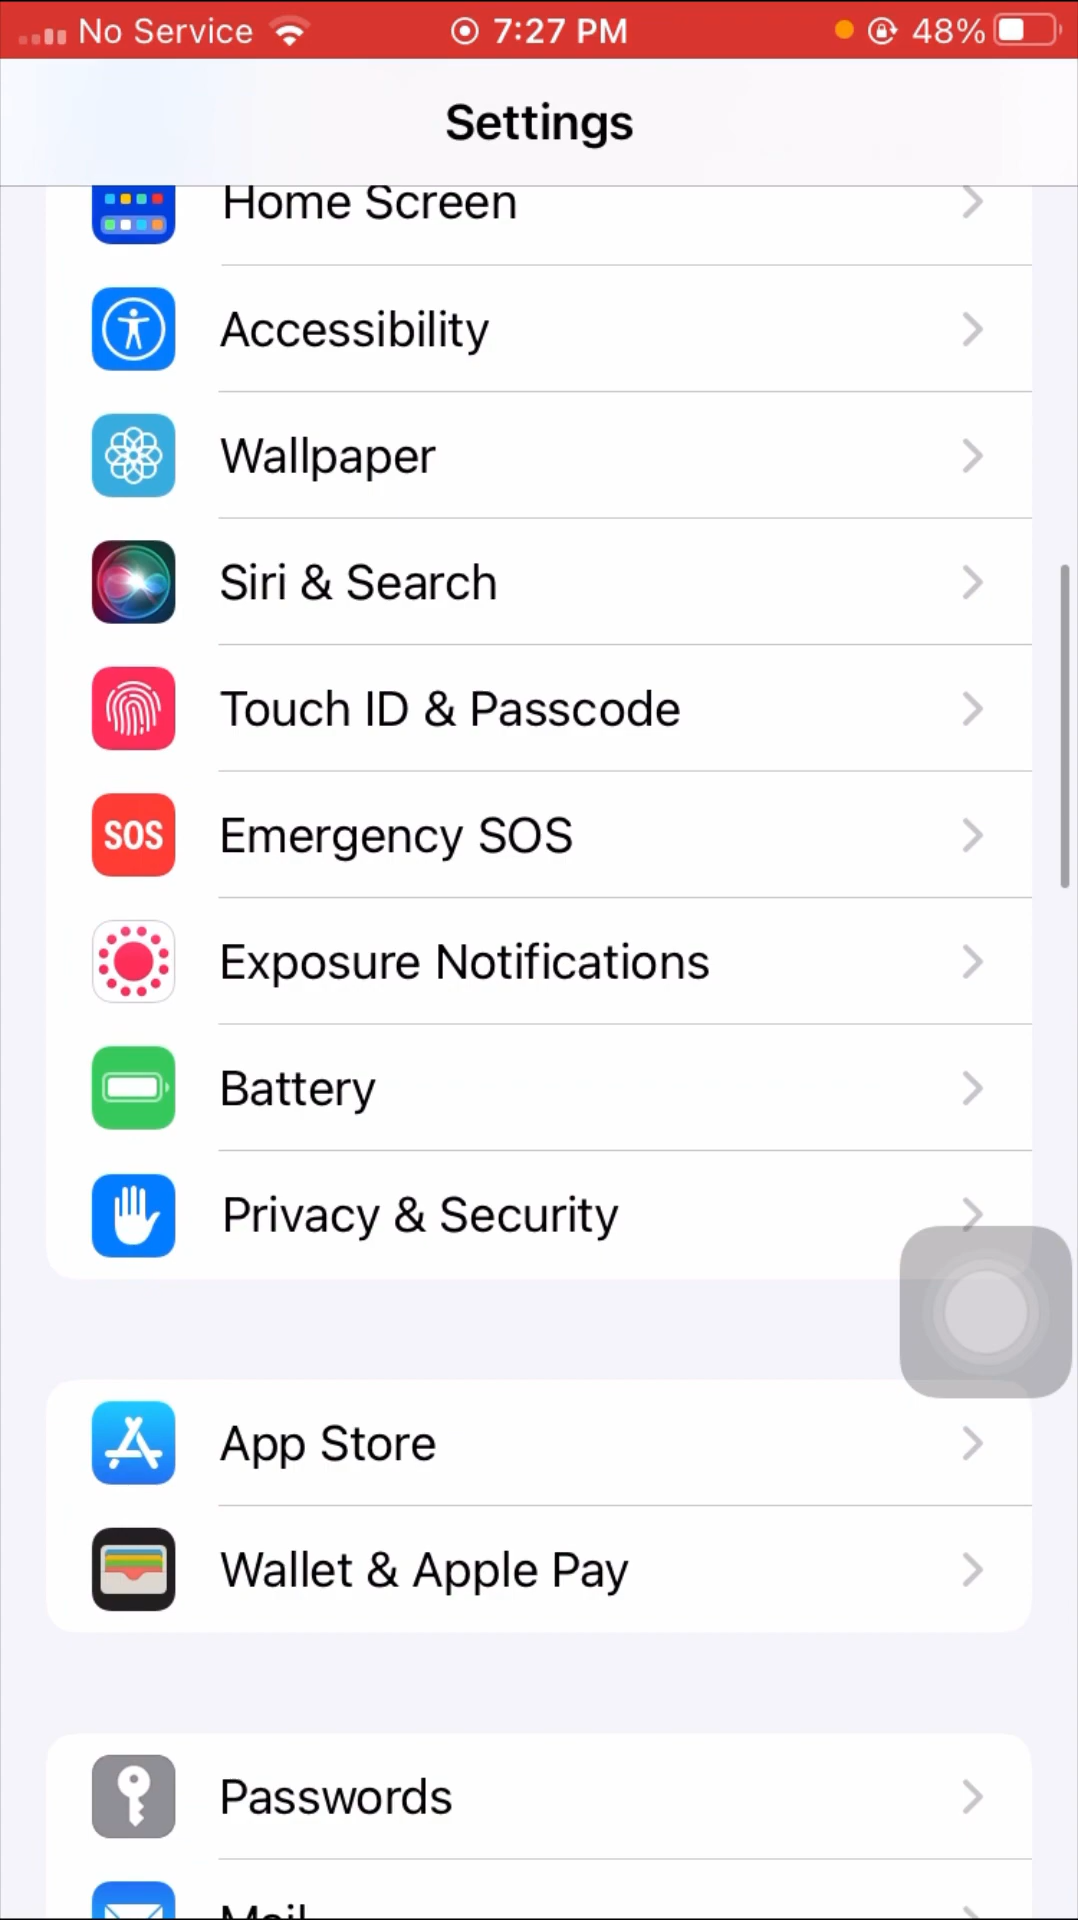 No Service 7:27 PM 48%
Settings
Home Screen
Accessibility
Wallpaper
Siri & Search
Touch ID & Passcode
SOS Emergency SOS
Exposure Notifications
Battery
Privacy & Security
App Store
Wallet & Apple Pay
Passwords
Mail